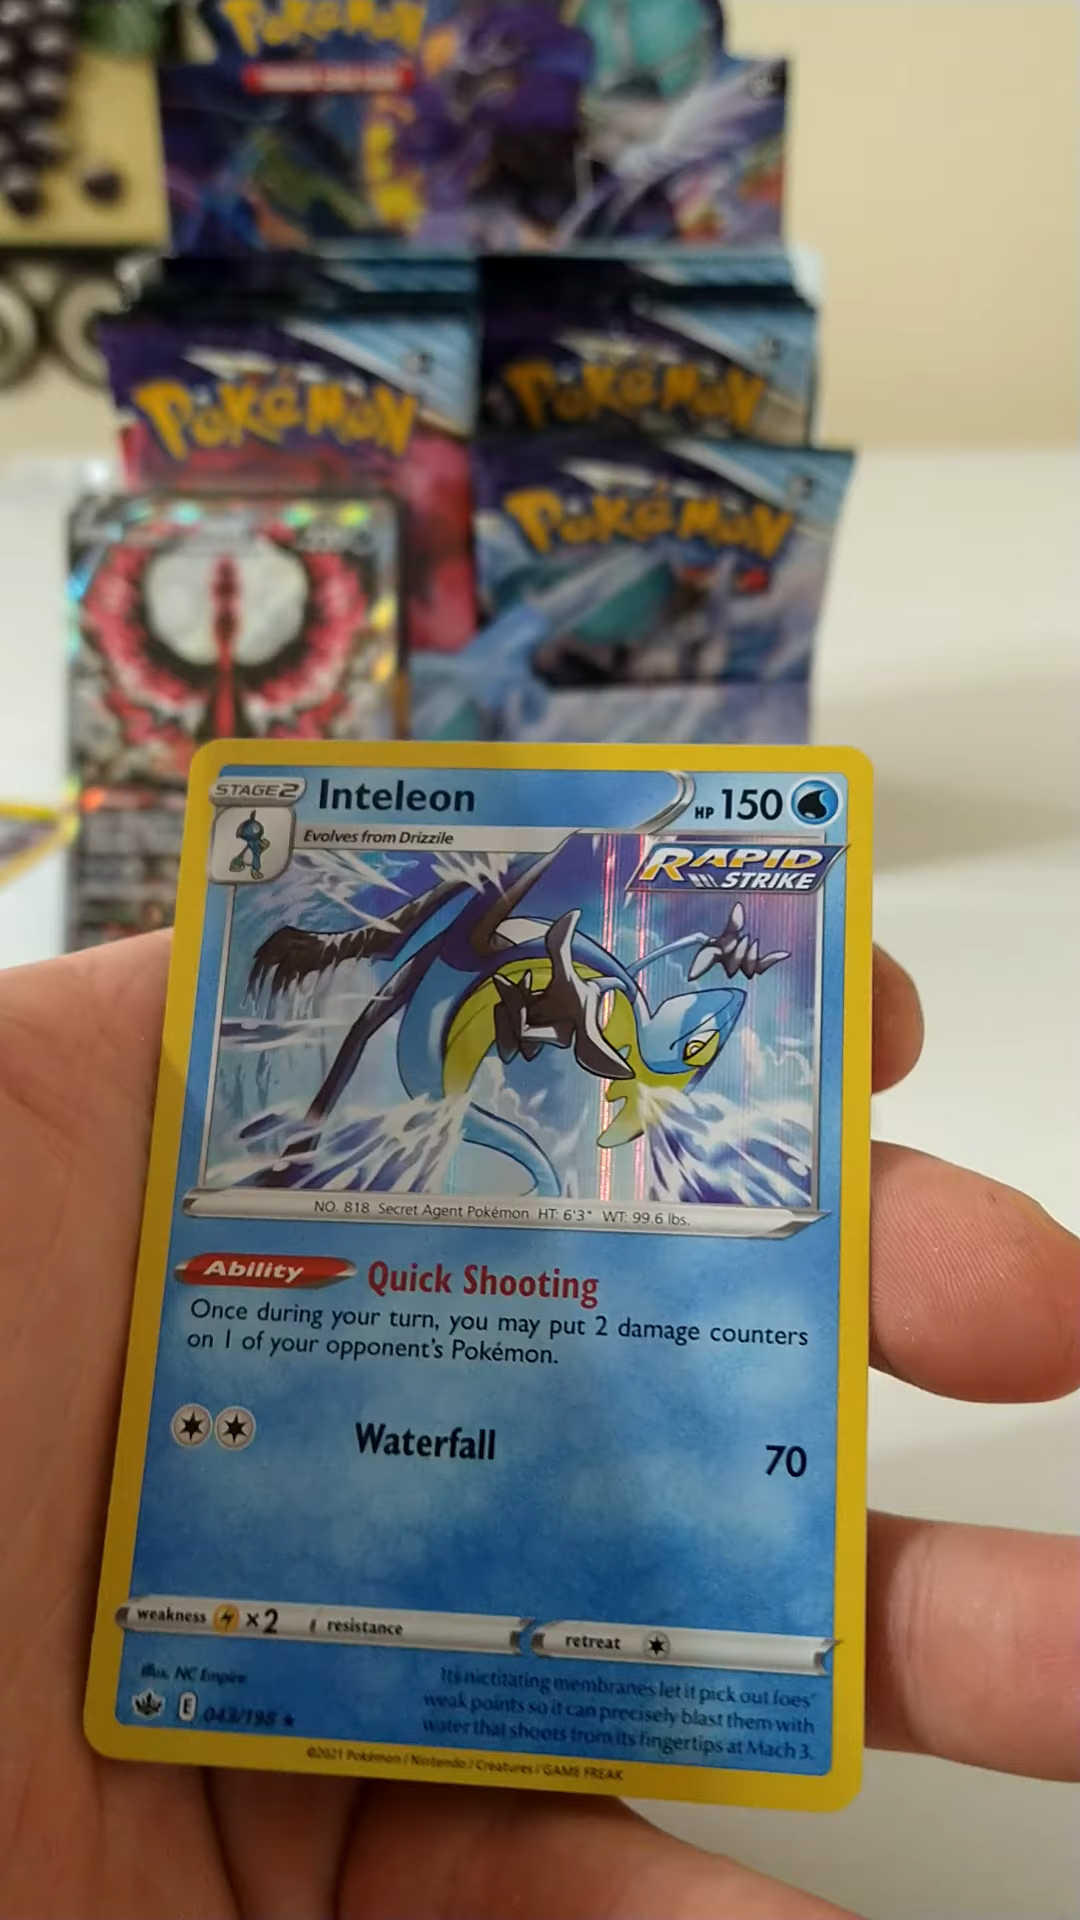 Pokémon
Pokémon
Pokémon
Pokémon
STAGE 2
Inteleon
HP 150
Evolves from Drizzile
RAPID
STRIKE
NO. 818 Secret Agent Pokémon HT: 6'3" WT: 99.6 lbs.
Ability Quick Shooting
Once during your turn, you may put 2 damage counters
on 1 of your opponent's Pokémon.
Waterfall 70
weakness ×2 resistance
retreat
Illus. NC Empire
E 043/198 ★
Its nictitating membranes let it pick out foes'
weak points so it can precisely blast them with
water that shoots from its fingertips at Mach 3.
©2021 Pokémon / Nintendo / Creatures / GAME FREAK